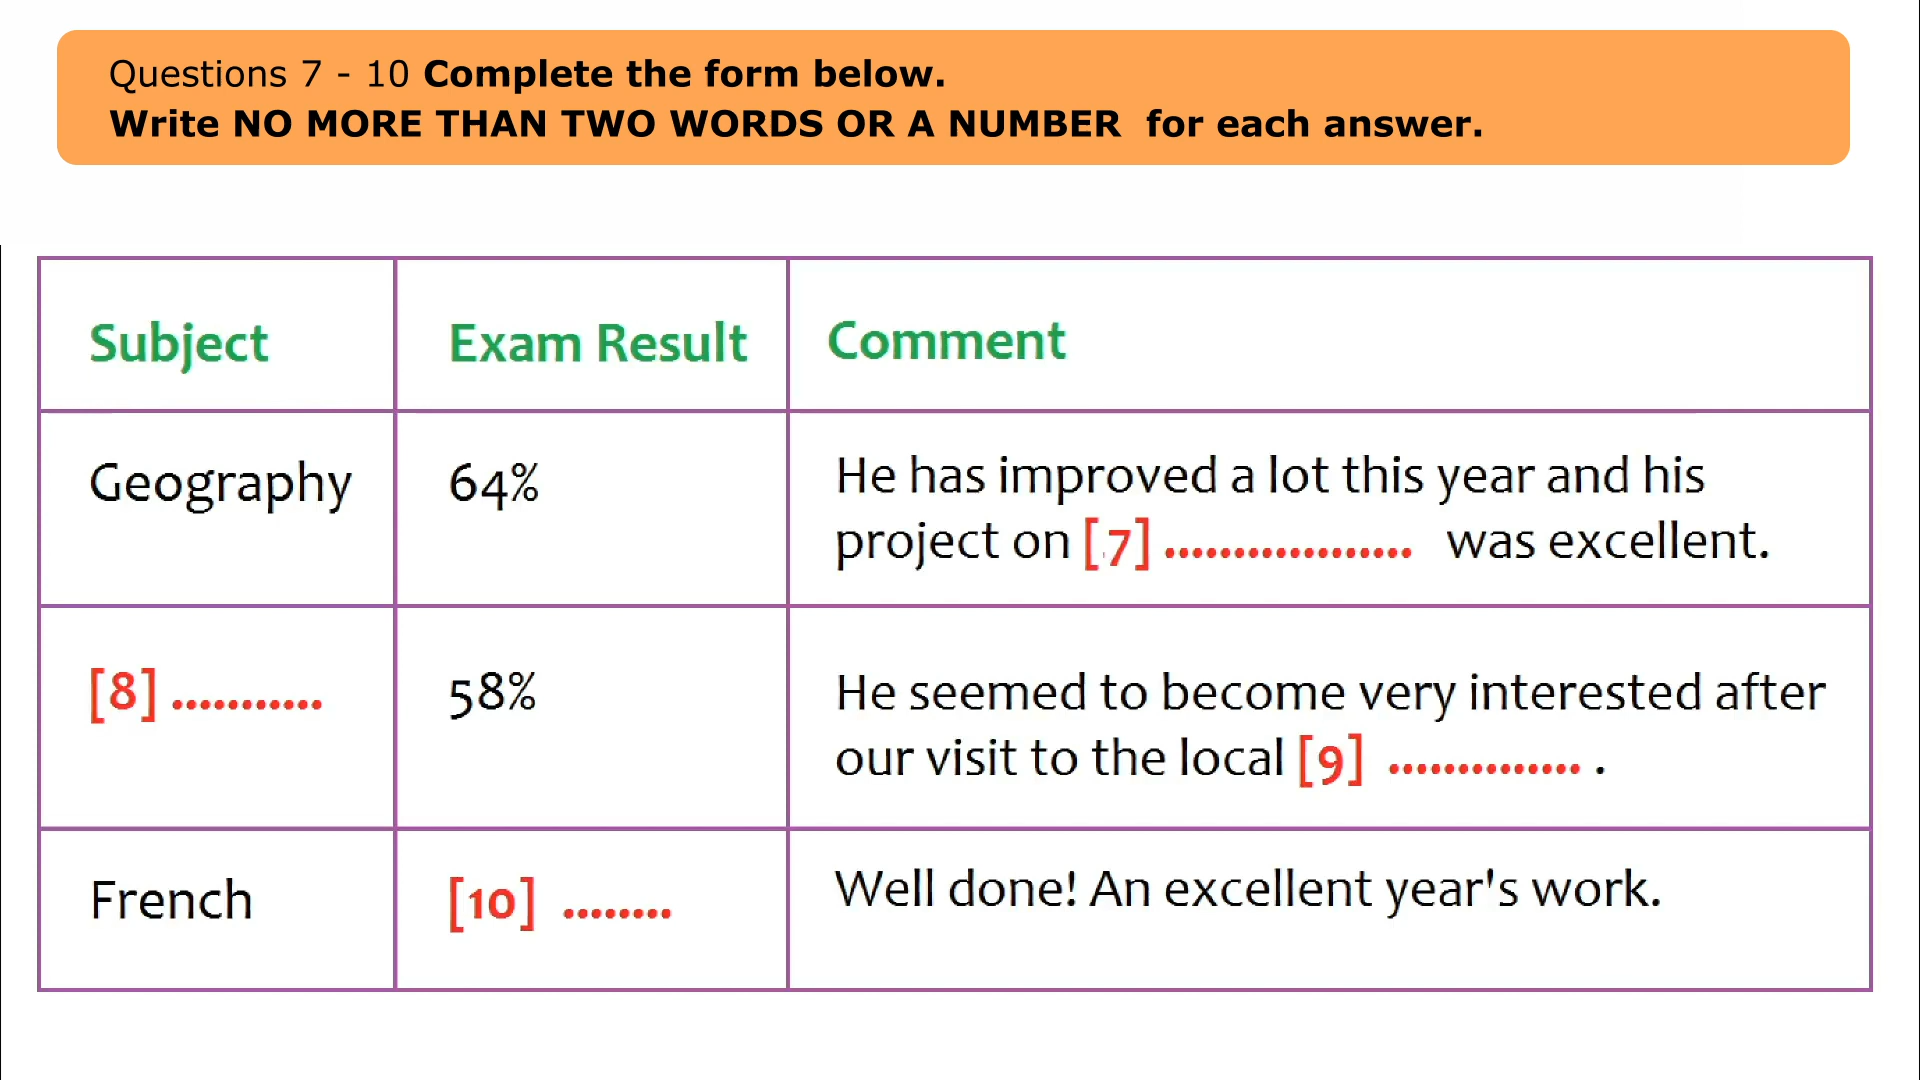 Questions 7 - 10 Complete the form below.
Write NO MORE THAN TWO WORDS OR A NUMBER for each answer.
Subject Exam Result Comment
Geography 64% He has improved a lot this year and his
project on [7] .................. was excellent.
[8] ........... 58% He seemed to become very interested after
our visit to the local [9] .............. .
French [10] ........ Well done! An excellent year's work.